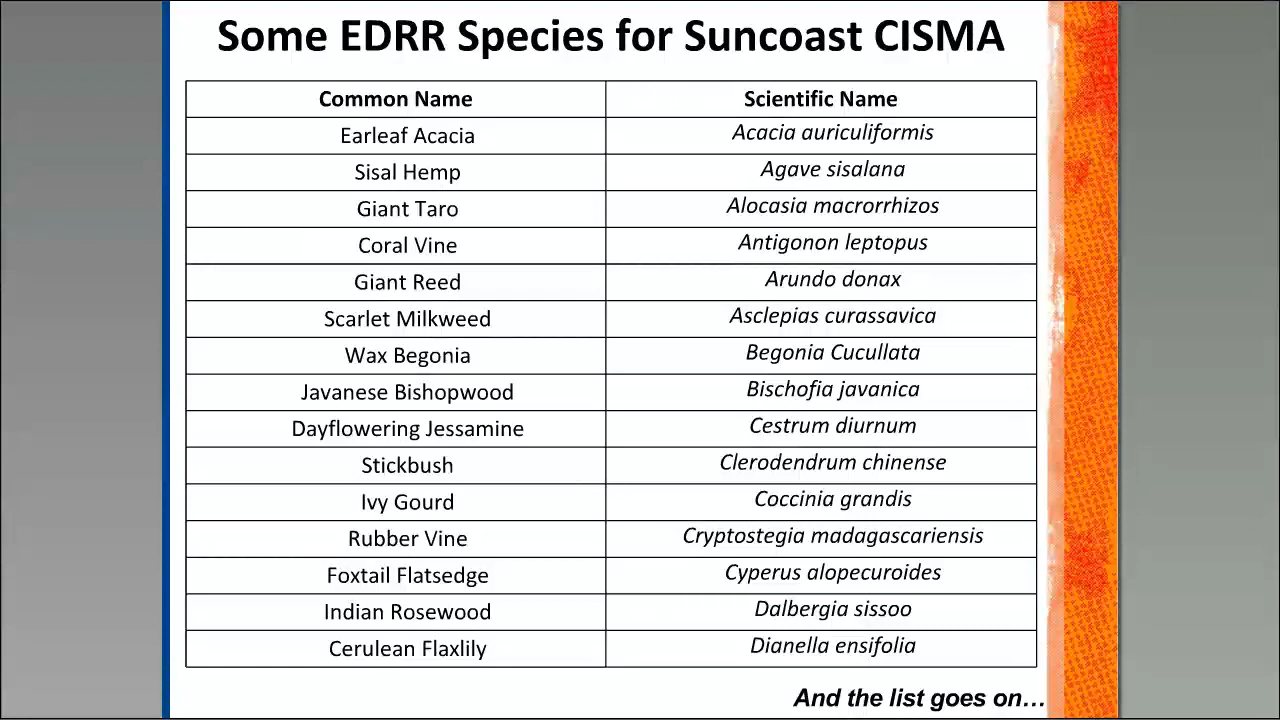 Some EDRR Species for Suncoast CISMA
Common Name Scientific Name
Earleaf Acacia Acacia auriculiformis
Sisal Hemp Agave sisalana
Giant Taro Alocasia macrorrhizos
Coral Vine Antigonon leptopus
Giant Reed Arundo donax
Scarlet Milkweed Asclepias curassavica
Wax Begonia Begonia Cucullata
Javanese Bishopwood Bischofia javanica
Dayflowering Jessamine Cestrum diurnum
Stickbush Clerodendrum chinense
Ivy Gourd Coccinia grandis
Rubber Vine Cryptostegia madagascariensis
Foxtail Flatsedge Cyperus alopecuroides
Indian Rosewood Dalbergia sissoo
Cerulean Flaxlily Dianella ensifolia
And the list goes on...